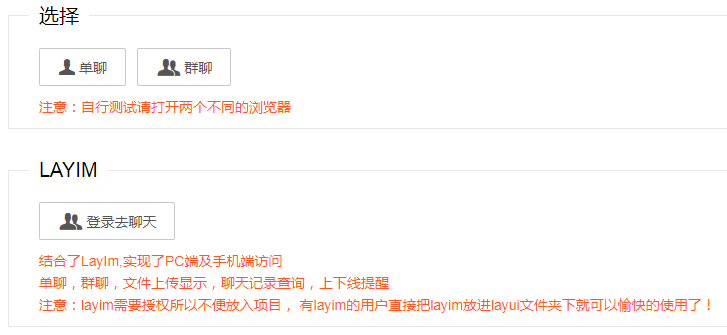 选择
单聊 群聊
注意：自行测试请打开两个不同的浏览器
LAYIM
登录去聊天
结合了LayIm,实现了PC端及手机端访问
单聊，群聊，文件上传显示，聊天记录查询，上下线提醒
注意：layim需要授权所以不便放入项目， 有layim的用户直接把layim放进layui文件夹下就可以愉快的使用了！